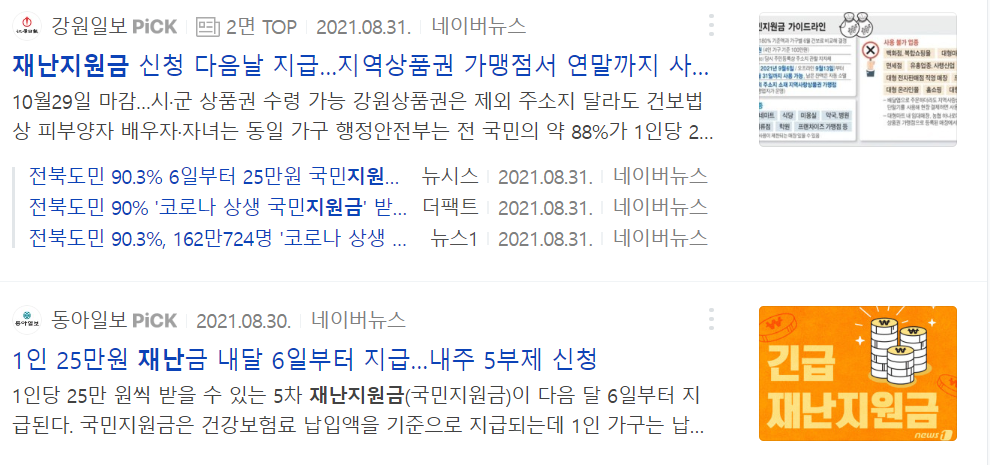 강원일보 PiCK 2면 TOP 2021.08.31. 네이버뉴스
재난지원금 신청 다음날 지급…지역상품권 가맹점서 연말까지 사...
10월29일 마감…시·군 상품권 수령 가능 강원상품권은 제외 주소지 달라도 건보법
상 피부양자 배우자·자녀는 동일 가구 행정안전부는 전 국민의 약 88%가 1인당 2...
전북도민 90.3% 6일부터 25만원 국민지원... 뉴시스 2021.08.31. 네이버뉴스
전북도민 90% '코로나 상생 국민지원금' 받... 더팩트 2021.08.31. 네이버뉴스
전북도민 90.3%, 162만724명 '코로나 상생 ... 뉴스1 2021.08.31. 네이버뉴스
민지원금 가이드라인
사용 불가 업종
동아일보 PiCK 2021.08.30. 네이버뉴스
1인 25만원 재난금 내달 6일부터 지급…내주 5부제 신청
1인당 25만 원씩 받을 수 있는 5차 재난지원금(국민지원금)이 다음 달 6일부터 지
급된다. 국민지원금은 건강보험료 납입액을 기준으로 지급되는데 1인 가구는 납...
긴급
재난지원금
news1